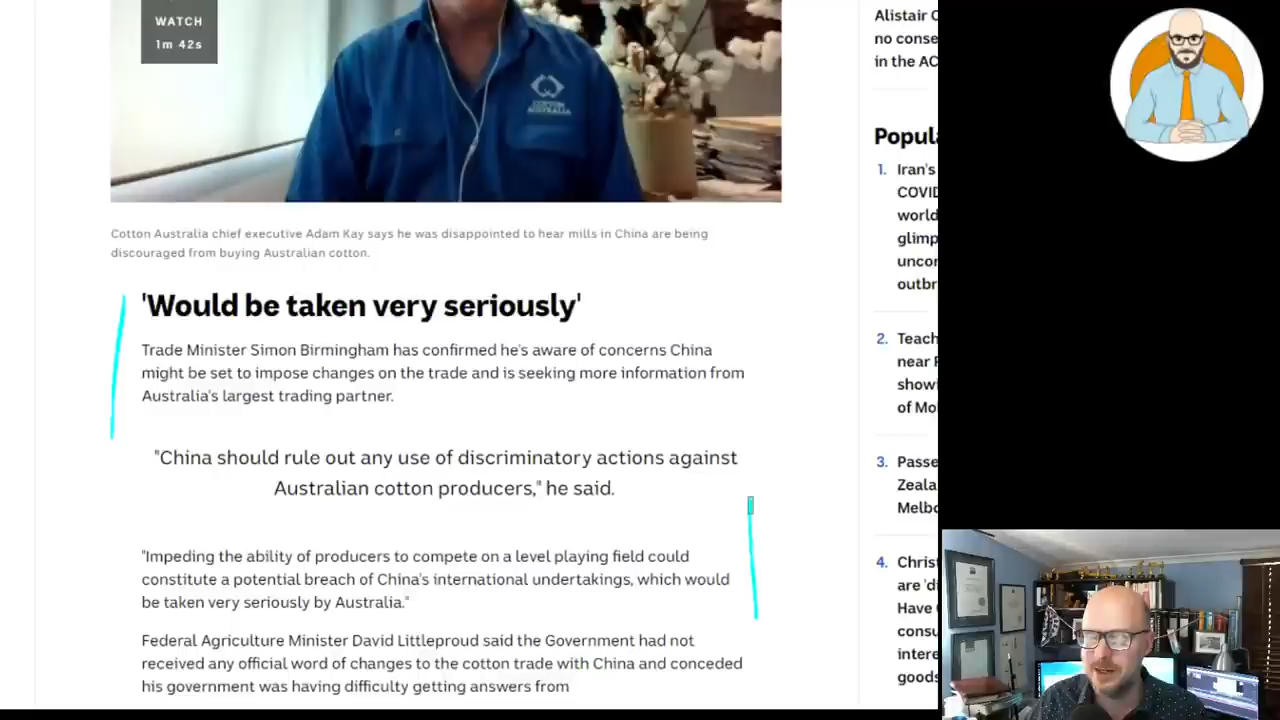 WATCH
1m 42s
COTTON
AUSTRALIA
Cotton Australia chief executive Adam Kay says he was disappointed to hear mills in China are being
discouraged from buying Australian cotton.
'Would be taken very seriously'
Trade Minister Simon Birmingham has confirmed he's aware of concerns China
might be set to impose changes on the trade and is seeking more information from
Australia's largest trading partner.
"China should rule out any use of discriminatory actions against
Australian cotton producers," he said.
"Impeding the ability of producers to compete on a level playing field could
constitute a potential breach of China's international undertakings, which would
be taken very seriously by Australia."
Federal Agriculture Minister David Littleproud said the Government had not
received any official word of changes to the cotton trade with China and conceded
his government was having difficulty getting answers from
Alistair C
no conse
in the AC
Popula
1. Iran's
COVID
world
glimp
uncon
outbr
2. Teach
near
showi
of Mo
3. Passe
Zeala
Melbo
4. Christ
are 'di
Have
consu
intere
goods